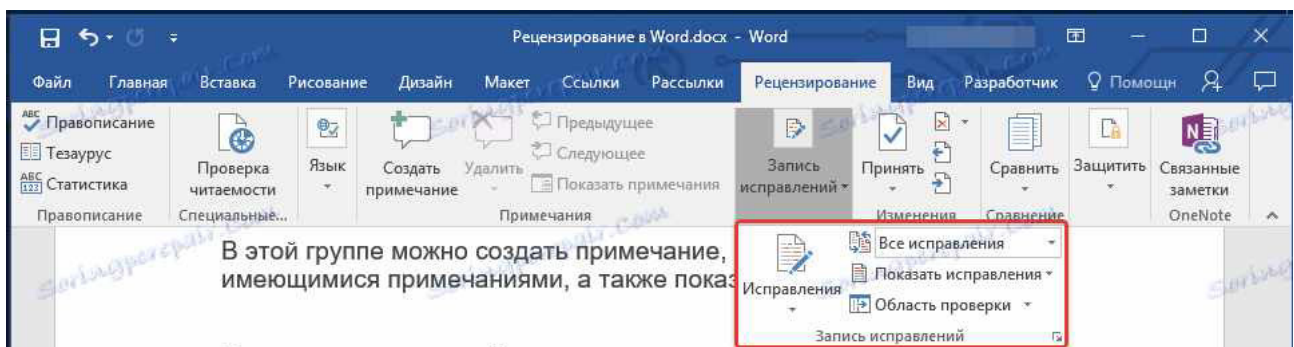 Рецензирование в Word.docx - Word
Файл Главная Вставка Рисование Дизайн Макет Ссылки Рассылки Рецензирование Вид Разработчик Помощн
ABC Правописание
Тезаурус
ABC 123 Статистика
Правописание
Проверка
читаемости
Специальные...
Язык
Создать
примечание
Удалить
Предыдущее
Следующее
Показать примечания
Примечания
Запись
исправлений
Принять
Изменения
Сравнить
Сравнение
Защитить
N
Связанные
заметки
OneNote
В этой группе можно создать примечание,
имеющимися примечаниями, а также показ
Исправления
Все исправления
Показать исправления
Область проверки
Запись исправлений